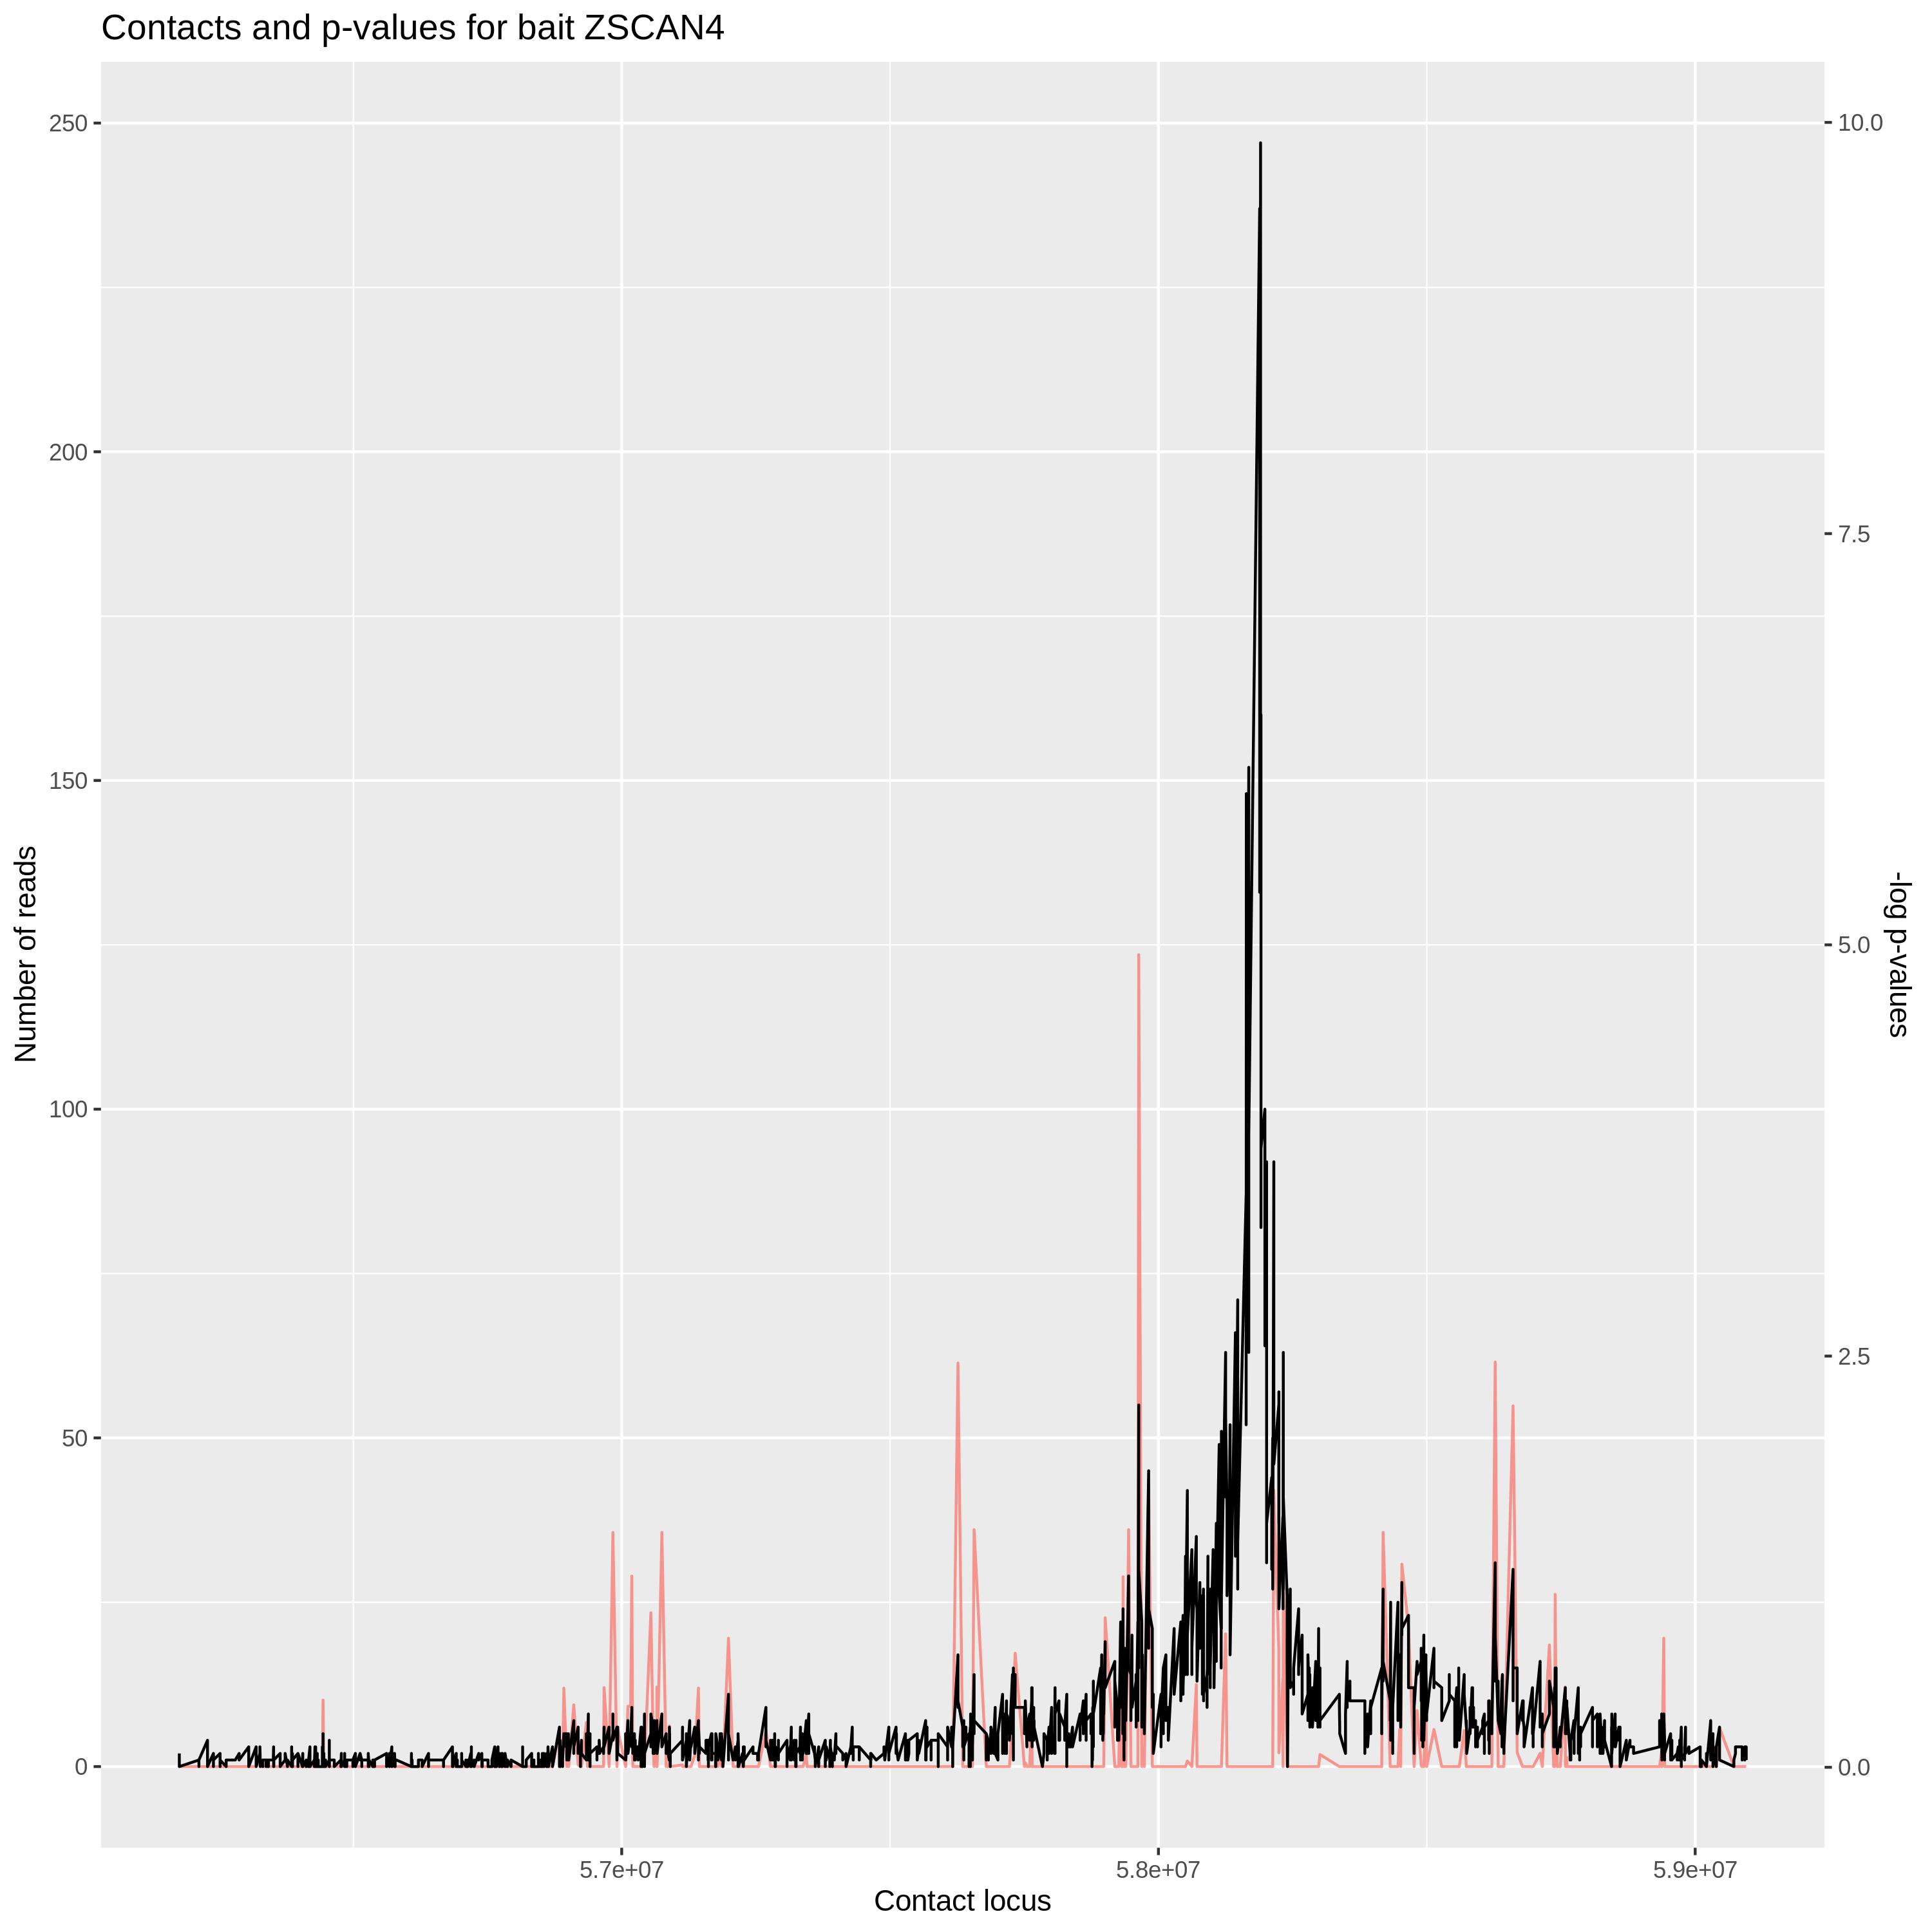 Contacts and p-values for bait ZSCAN4
Number of reads
250
200
150
100
50
0
10.0
7.5
5.0
2.5
0.0
-log p-values
5.7e+07 5.8e+07 5.9e+07
Contact locus